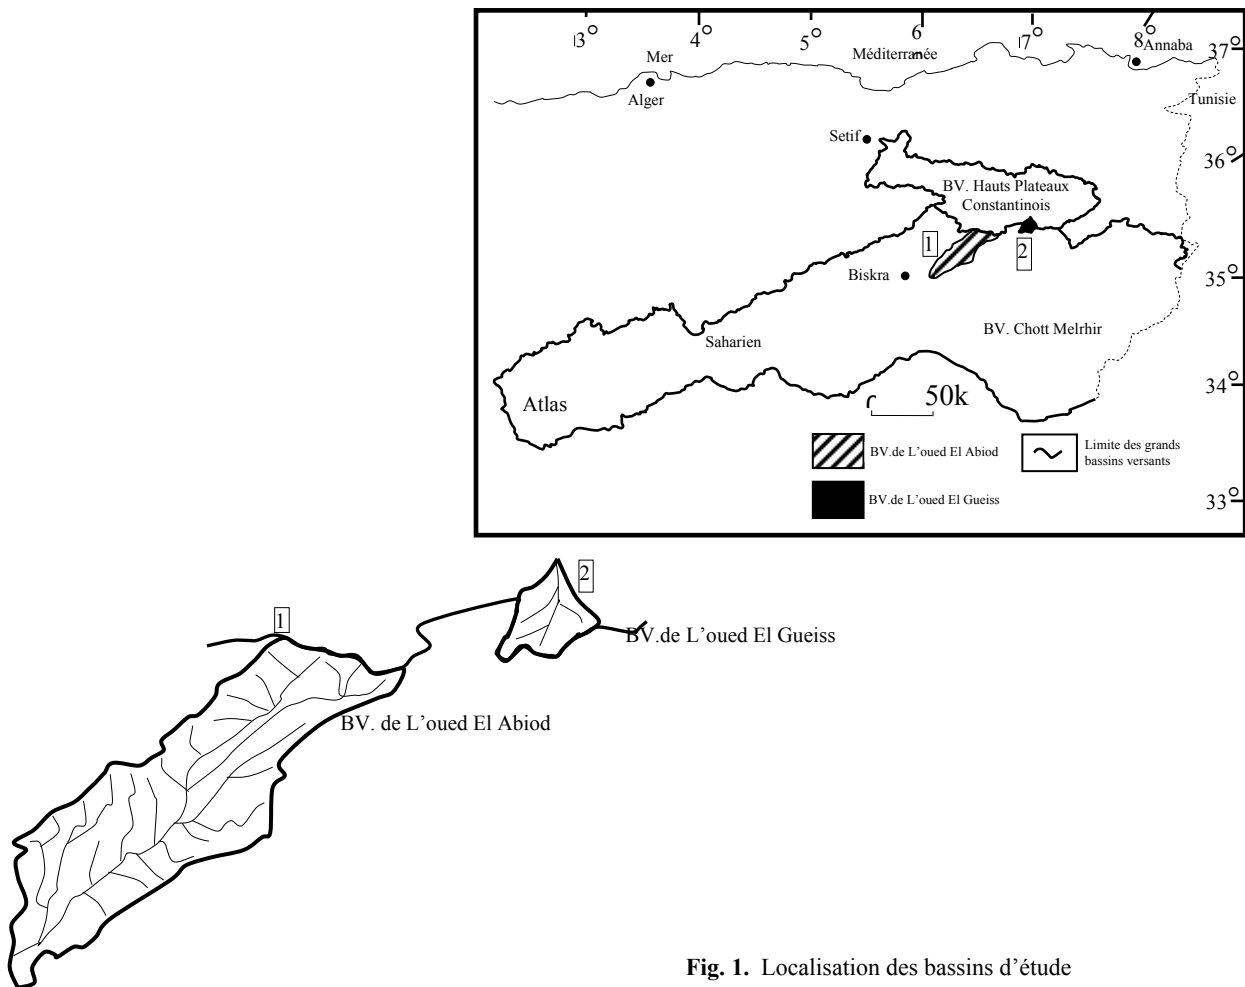 3°
4°
5°
6
7°
8°
Annaba
37°
Mer
Méditerranée
Alger
Tunisie
Setif
36°
BV. Hauts Plateaux
Constantinois
1
2
Biskra
35°
BV. Chott Melrhir
Saharien
34°
Atlas
50k
BV.de L'oued El Abiod
Limite des grands
bassins versants
BV.de L'oued El Gueiss
33°
2
1
BV.de L'oued El Gueiss
BV. de L'oued El Abiod
Fig. 1. Localisation des bassins d'étude